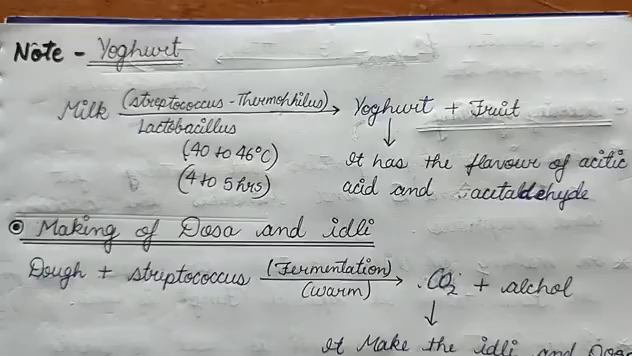 Note - Yoghurt
Milk (streptococcus - Thermophilus) → Yoghurt + Fruit
Lactobacillus
(40 to 46°C)
(4 to 5 hrs)
↓
It has the flavour of acitic
acid and acetaldehyde
Making of Dosa and idli
Dough + streptococcus (Fermentation) → CO₂ + alchol
(warm)
↓
It Make the idli and